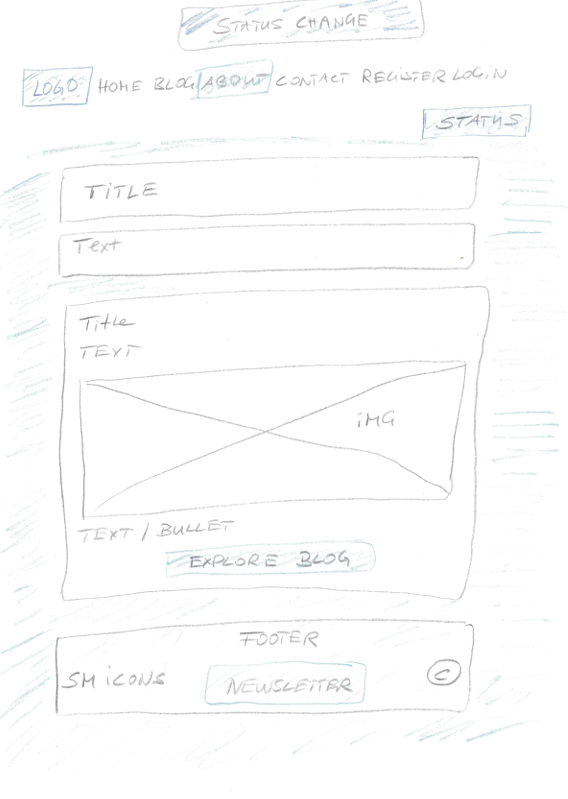 STATUS CHANGE
LOGO HOME BLOG ABOUT CONTACT REGISTER LOGIN
STATUS
TITLE
Text
Title
TEXT
iMG
TEXT / BULLET
EXPLORE BLOG
FOOTER
SM ICONS NEWSLETTER ©